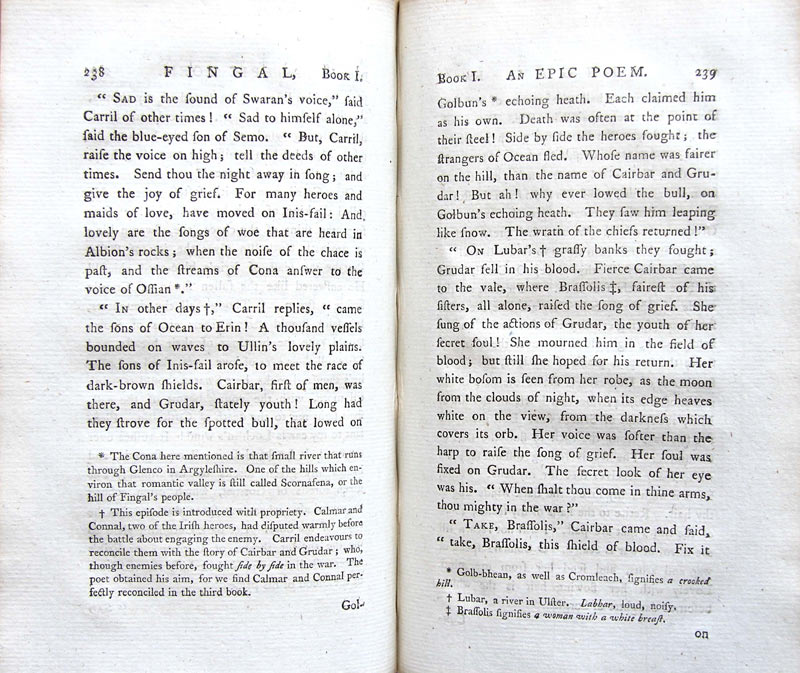 238 FINGAL, Book I.
“ Sad is the ſound of Swaran’s voice,” ſaid
Carril of other times! “ Sad to himſelf alone,”
ſaid the blue-eyed ſon of Semo. “ But, Carril,
raiſe the voice on high; tell the deeds of other
times. Send thou the night away in ſong; and
give the joy of grief. For many heroes and
maids of love, have moved on Inis-fail: And
lovely are the ſongs of woe that are heard in
Albion’s rocks; when the noiſe of the chace is
paſt, and the ſtreams of Cona anſwer to the
voice of Oſſian *.”
“ In other days †,” Carril replies, “ came
the ſons of Ocean to Erin! A thouſand veſſels
bounded on waves to Ullin’s lovely plains.
The ſons of Inis-fail aroſe, to meet the race of
dark-brown ſhields. Cairbar, firſt of men, was
there, and Grudar, ſtately youth! Long had
they ſtrove for the ſpotted bull, that lowed on
* The Cona here mentioned is that ſmall river that runs
through Glenco in Argyleſhire. One of the hills which en-
viron that romantic valley is ſtill called Scornafena, or the
hill of Fingal’s people.
† This epiſode is introduced with propriety. Calmar and
Connal, two of the Iriſh heroes, had diſputed warmly before
the battle about engaging the enemy. Carril endeavours to
reconcile them with the ſtory of Cairbar and Grudar; who,
though enemies before, fought ſide by ſide in the war. The
poet obtained his aim, for we find Calmar and Connal per-
fectly reconciled in the third book.
Gol-
Book I. An EPIC POEM. 239
Golbun’s * echoing heath. Each claimed him
as his own. Death was often at the point of
their ſteel! Side by ſide the heroes fought; the
ſtrangers of Ocean fled. Whoſe name was fairer
on the hill, than the name of Cairbar and Gru-
dar! But ah! why ever lowed the bull, on
Golbun’s echoing heath. They ſaw him leaping
like ſnow. The wrath of the chiefs returned!”
“ On Lubar’s † graſſy banks they fought;
Grudar fell in his blood. Fierce Cairbar came
to the vale, where Braſſolis ‡, faireſt of his
ſiſters, all alone, raiſed the ſong of grief. She
ſung of the actions of Grudar, the youth of her
ſecret ſoul! She mourned him in the field of
blood; but ſtill ſhe hoped for his return. Her
white boſom is ſeen from her robe, as the moon
from the clouds of night, when its edge heaves
white on the view, from the darkneſs which
covers its orb. Her voice was ſofter than the
harp to raiſe the ſong of grief. Her ſoul was
fixed on Grudar. The ſecret look of her eye
was his. “ When ſhalt thou come in thine arms,
thou mighty in the war?”
“ Take, Braſſolis,” Cairbar came and ſaid,
“ take, Braſſolis, this ſhield of blood. Fix it
* Golb-bhean, as well as Cromleach, ſignifies a crooked
hill.
† Lubar, a river in Ulſter. Labhar, loud, noiſy.
‡ Braſſolis ſignifies a woman with a white breaſt.
on